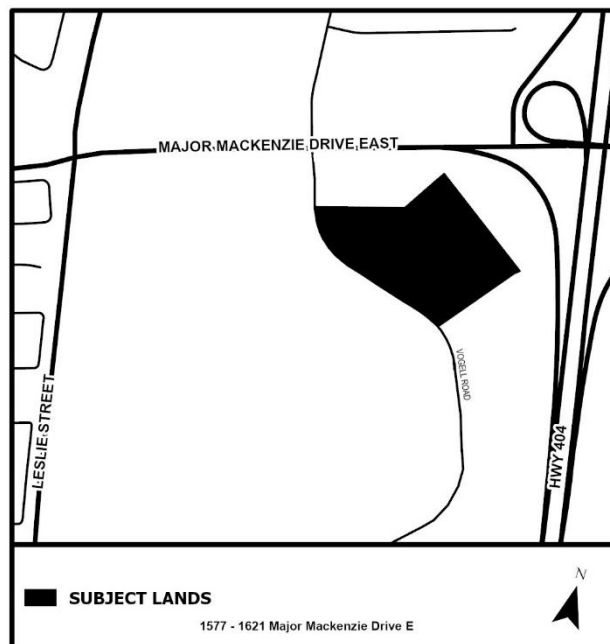 MAJOR MACKENZIE DRIVE EAST
VOGELL ROAD
LESLIE STREET
HWY 404
SUBJECT LANDS
N
1577 - 1621 Major Mackenzie Drive E